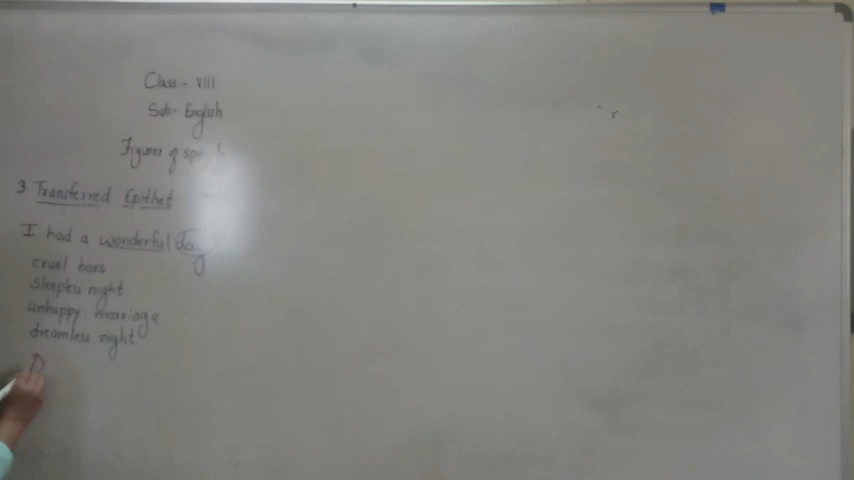 Class - VIII
Sub - English
Figures of
3 Transferred Epithet
I had a wonderful day
cruel bars
sleepless night
unhappy marriage
dreamless night
D